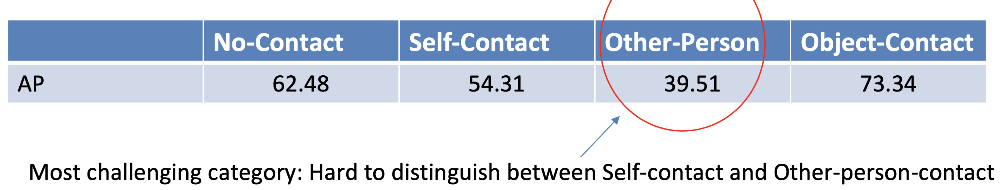 No-Contact Self-Contact Other-Person Object-Contact
AP 62.48 54.31 39.51 73.34
Most challenging category: Hard to distinguish between Self-contact and Other-person-contact